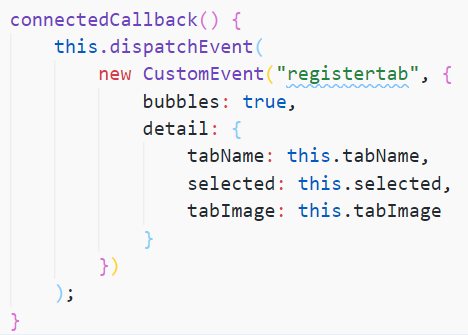 connectedCallback() {
    this.dispatchEvent(
        new CustomEvent("registertab", {
            bubbles: true,
            detail: {
                tabName: this.tabName,
                selected: this.selected,
                tabImage: this.tabImage
            }
        })
    );
}